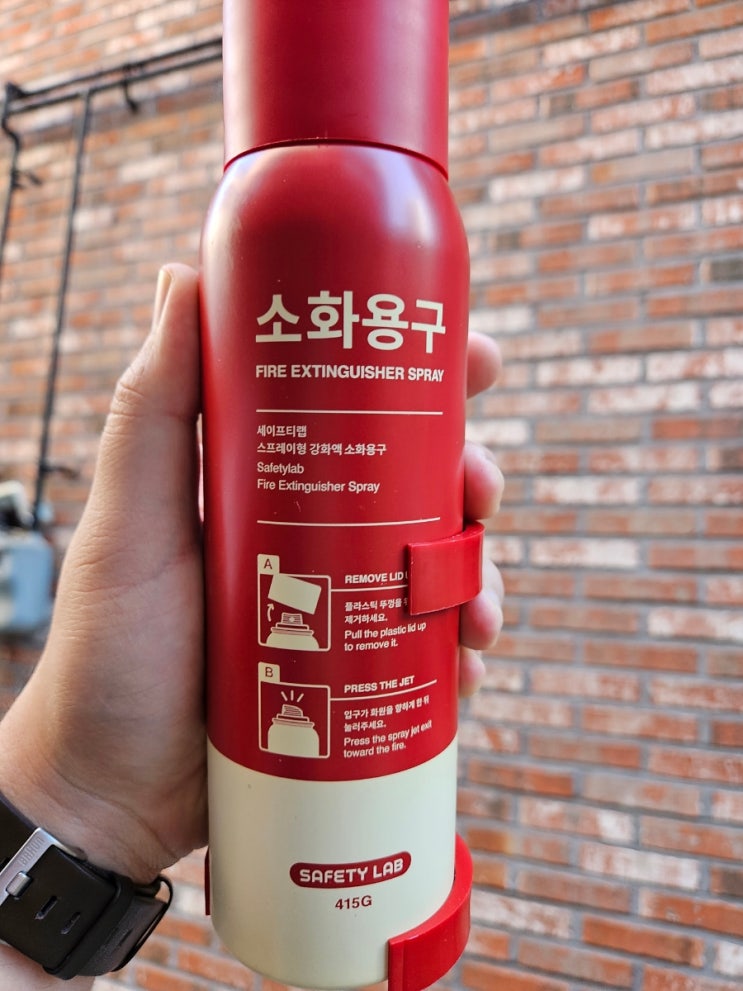 소화용구
FIRE EXTINGUISHER SPRAY
세이프티랩
스프레이형 강화액 소화용구
Safetylab
Fire Extinguisher Spray
A
REMOVE LID
플라스틱 뚜껑을
제거하세요.
Pull the plastic lid up
to remove it.
B
PRESS THE JET
입구가 화원을 향하게 한 뒤
눌러주세요.
Press the spray jet exit
toward the fire.
SAFETY LAB
415G